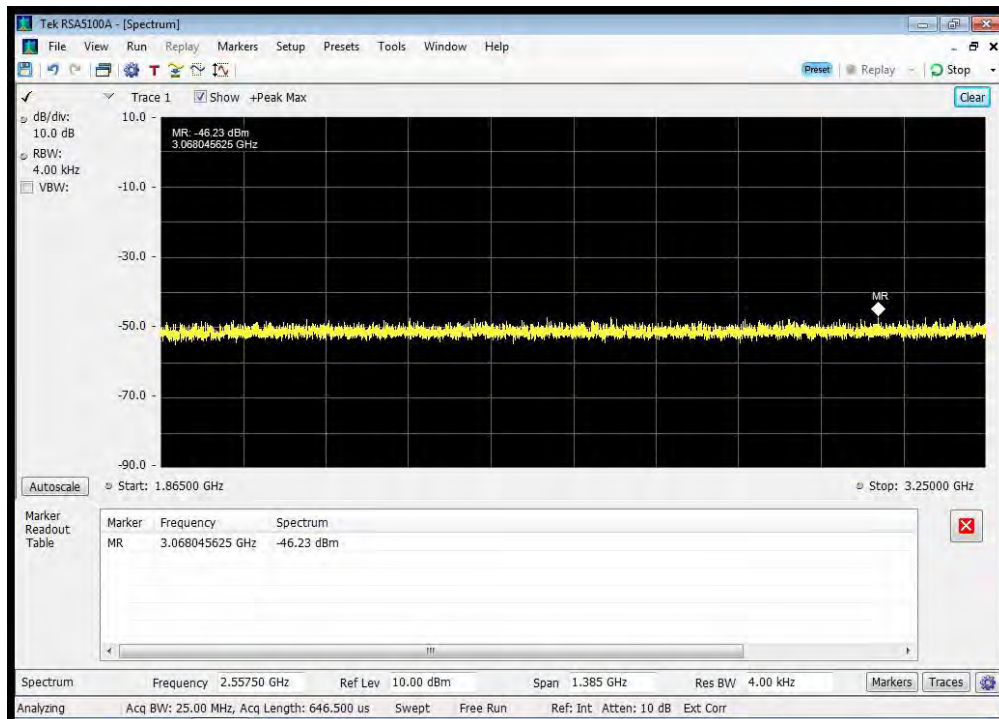 Tek RSA5100A - [Spectrum]
File View Run Replay Markers Setup Presets Tools Window Help
T Preset Replay Stop
Trace 1 Show +Peak Max Clear
dB/div:
10.0 dB
RBW:
4.00 kHz
VBW:
10.0
MR: -46.23 dBm
3.068045625 GHz
-10.0
-30.0
MR
-50.0
-70.0
-90.0
Autoscale Start: 1.86500 GHz Stop: 3.25000 GHz
Marker
Readout
Table
Marker Frequency Spectrum
MR 3.068045625 GHz -46.23 dBm
Spectrum Frequency 2.55750 GHz Ref Lev 10.00 dBm Span 1.385 GHz Res BW 4.00 kHz Markers Traces
Analyzing Acq BW: 25.00 MHz, Acq Length: 646.500 us Swept Free Run Ref: Int Atten: 10 dB Ext Corr